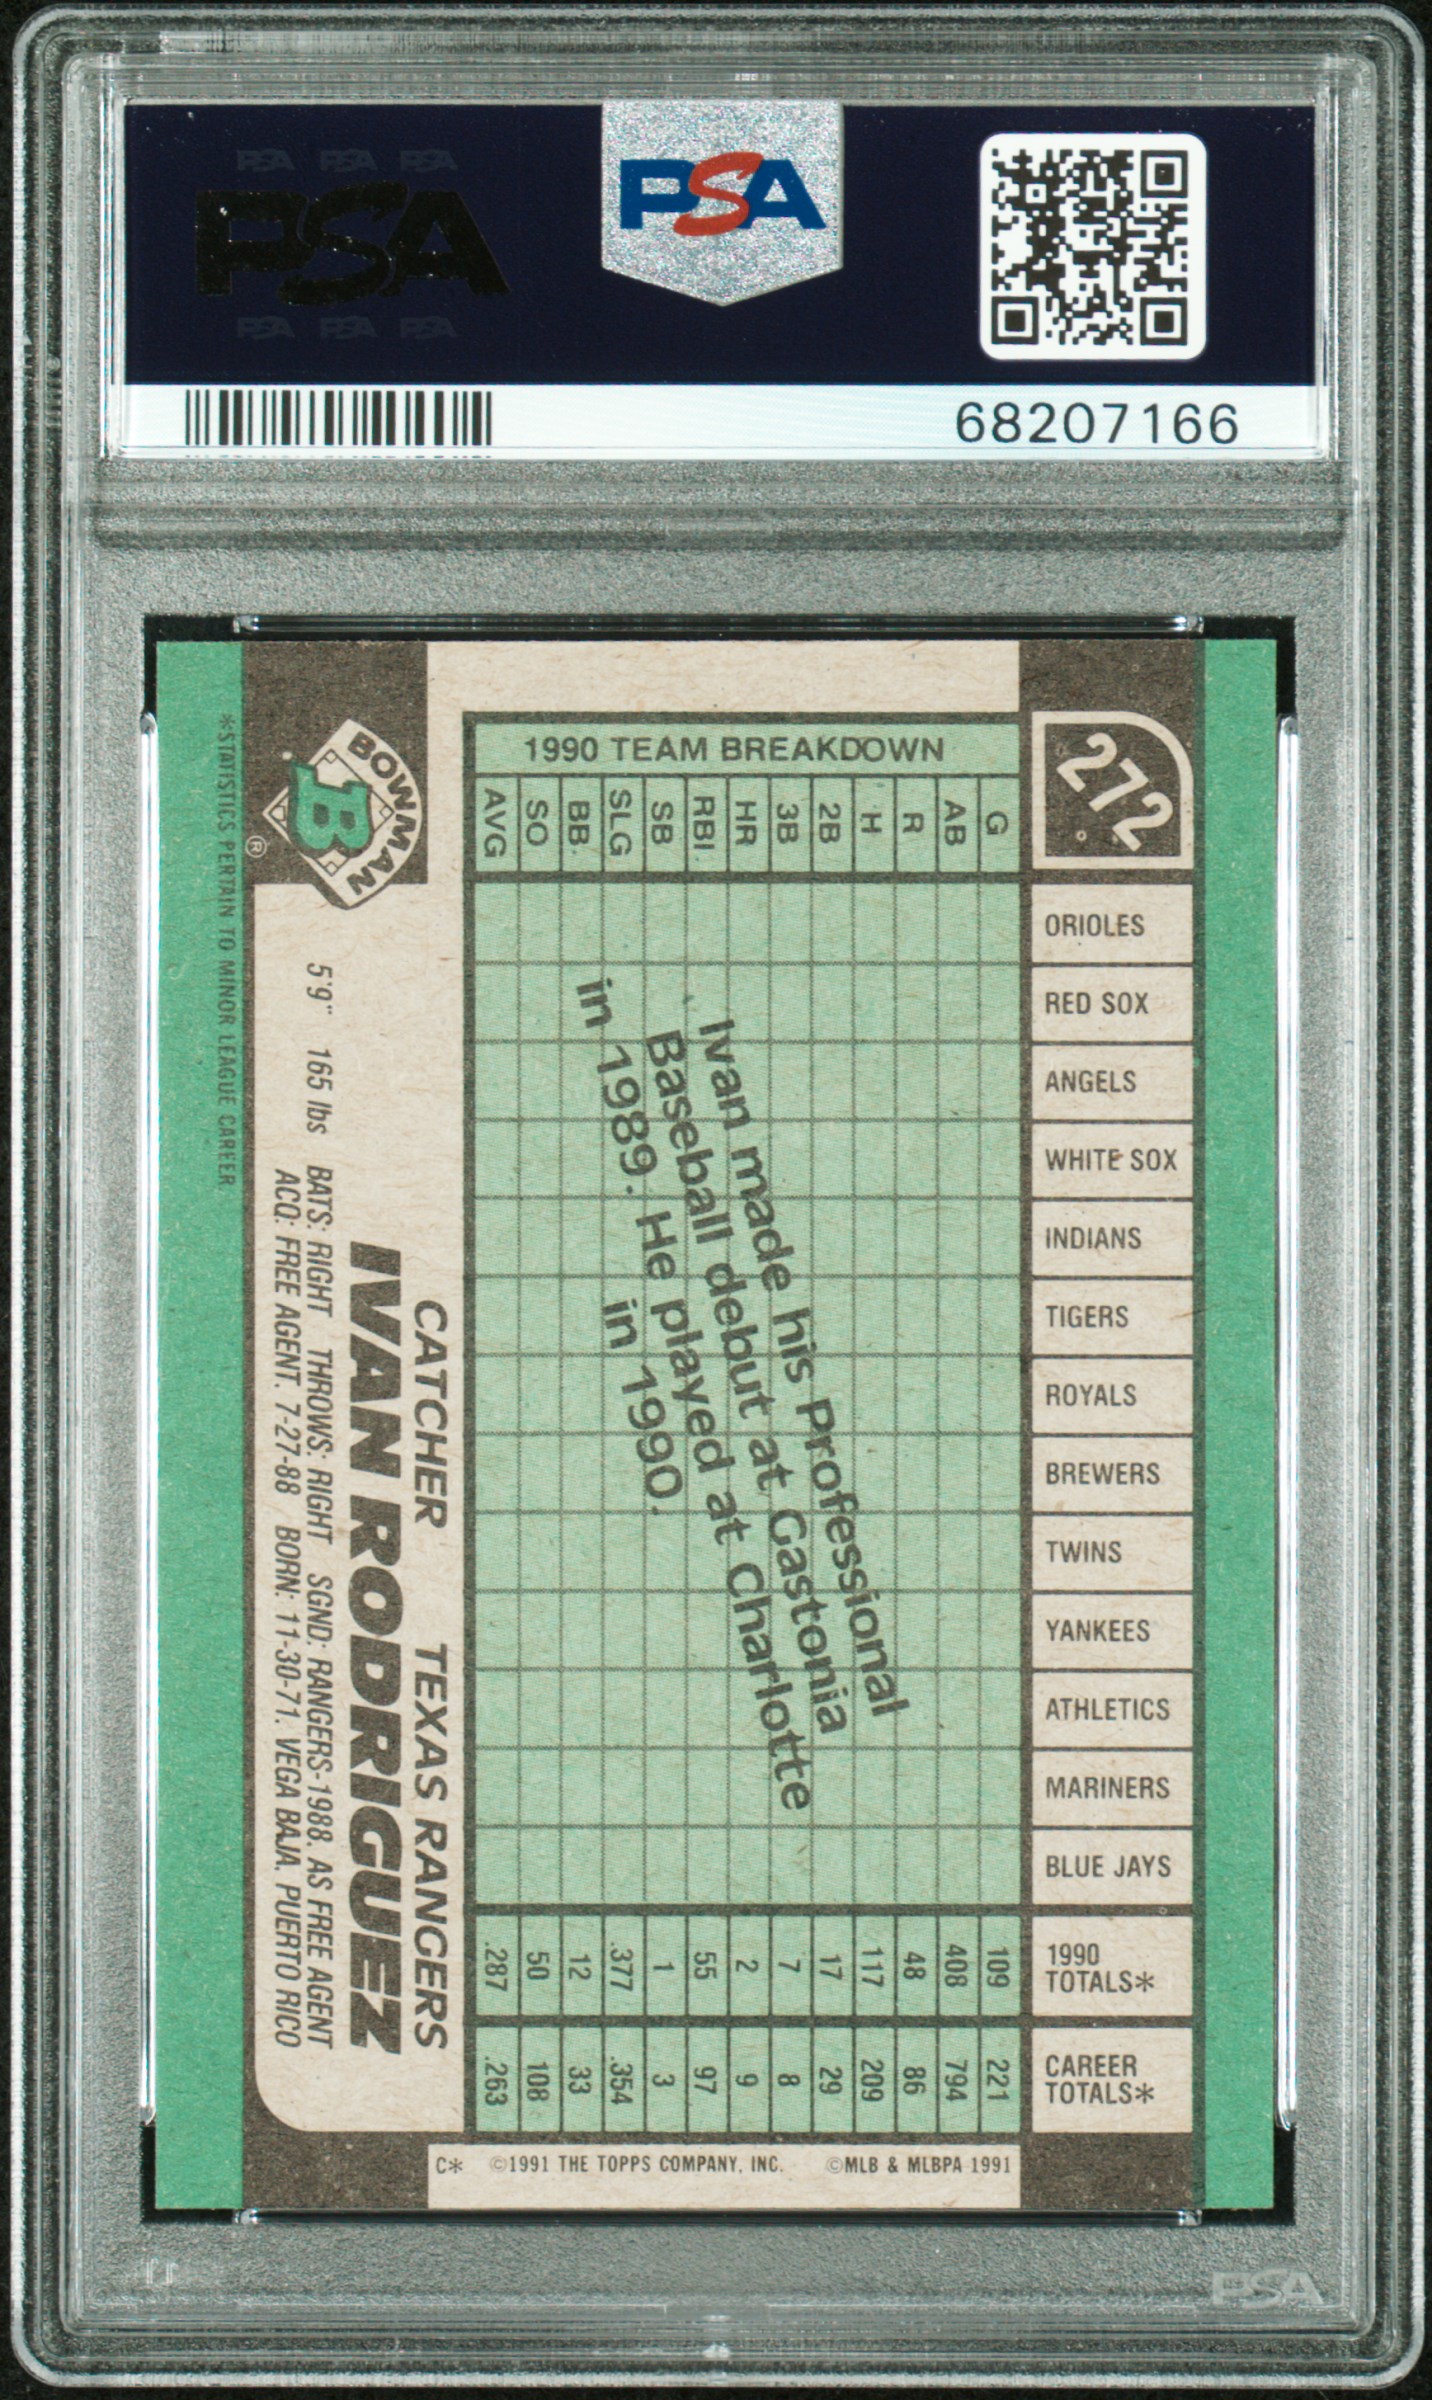 PSA PSA PSA
PSA
PSA PSA PSA
PSA
68207166
272
ORIOLES
RED SOX
ANGELS
WHITE SOX
INDIANS
TIGERS
ROYALS
BREWERS
TWINS
YANKEES
ATHLETICS
MARINERS
BLUE JAYS
1990
TOTALS*
CAREER
TOTALS*
1990 TEAM BREAKDOWN
G 109 221
AB 408 794
R 48 86
H 117 209
2B 17 29
3B 7 8
HR 2 9
RBI. 55 97
SB 1 3
SLG .377 .354
BB. 12 33
SO 50 108
AVG .287 .263
Ivan made his Professional
Baseball debut at Gastonia
in 1989. He played at Charlotte
in 1990.
CATCHER TEXAS RANGERS
IVAN RODRIGUEZ
5'9" 165 lbs BATS: RIGHT THROWS: RIGHT SGND: RANGERS-1988. AS FREE AGENT
ACQ: FREE AGENT. 7-27-88 BORN: 11-30-71. VEGA BAJA. PUERTO RICO
BOWMAN
B
®
*STATISTICS PERTAIN TO MINOR LEAGUE CAREER.
C* ©1991 THE TOPPS COMPANY, INC. ©MLB & MLBPA 1991
PSA